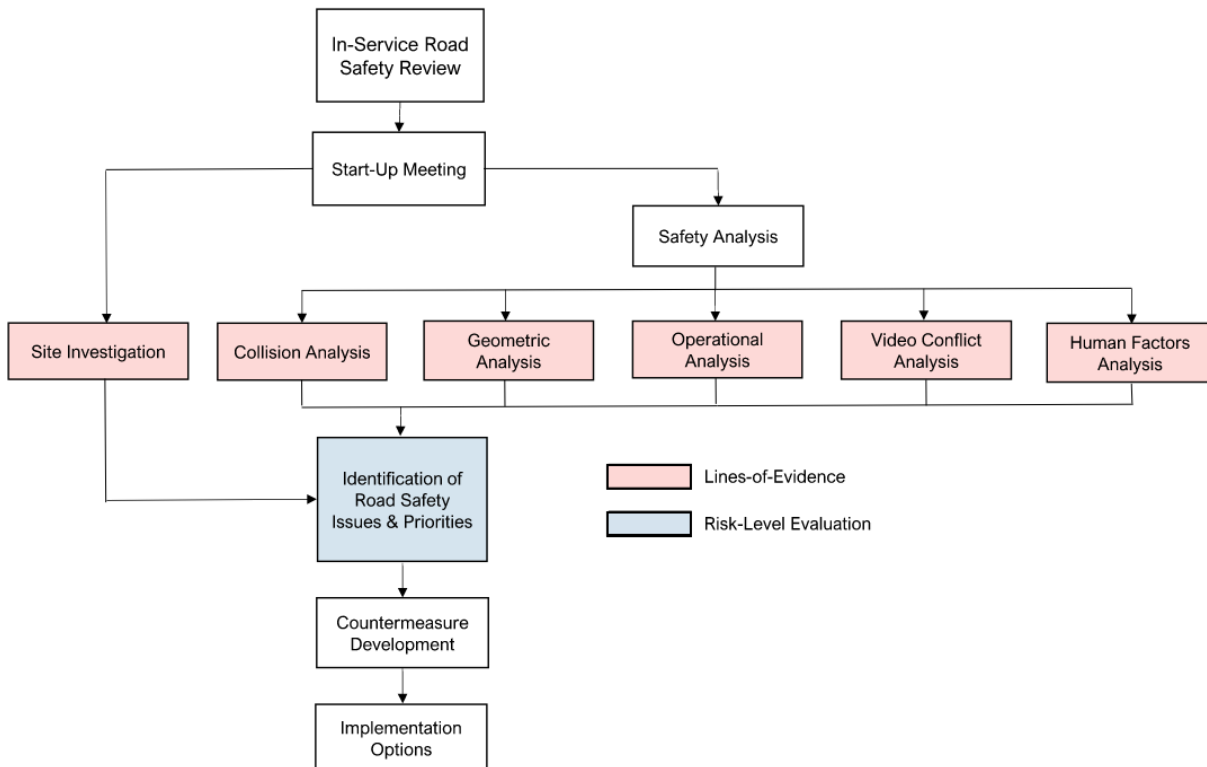 In-Service Road
Safety Review
Start-Up Meeting
Safety Analysis
Site Investigation
Collision Analysis
Geometric
Analysis
Operational
Analysis
Video Conflict
Analysis
Human Factors
Analysis
Identification of
Road Safety
Issues & Priorities
Lines-of-Evidence
Risk-Level Evaluation
Countermeasure
Development
Implementation
Options